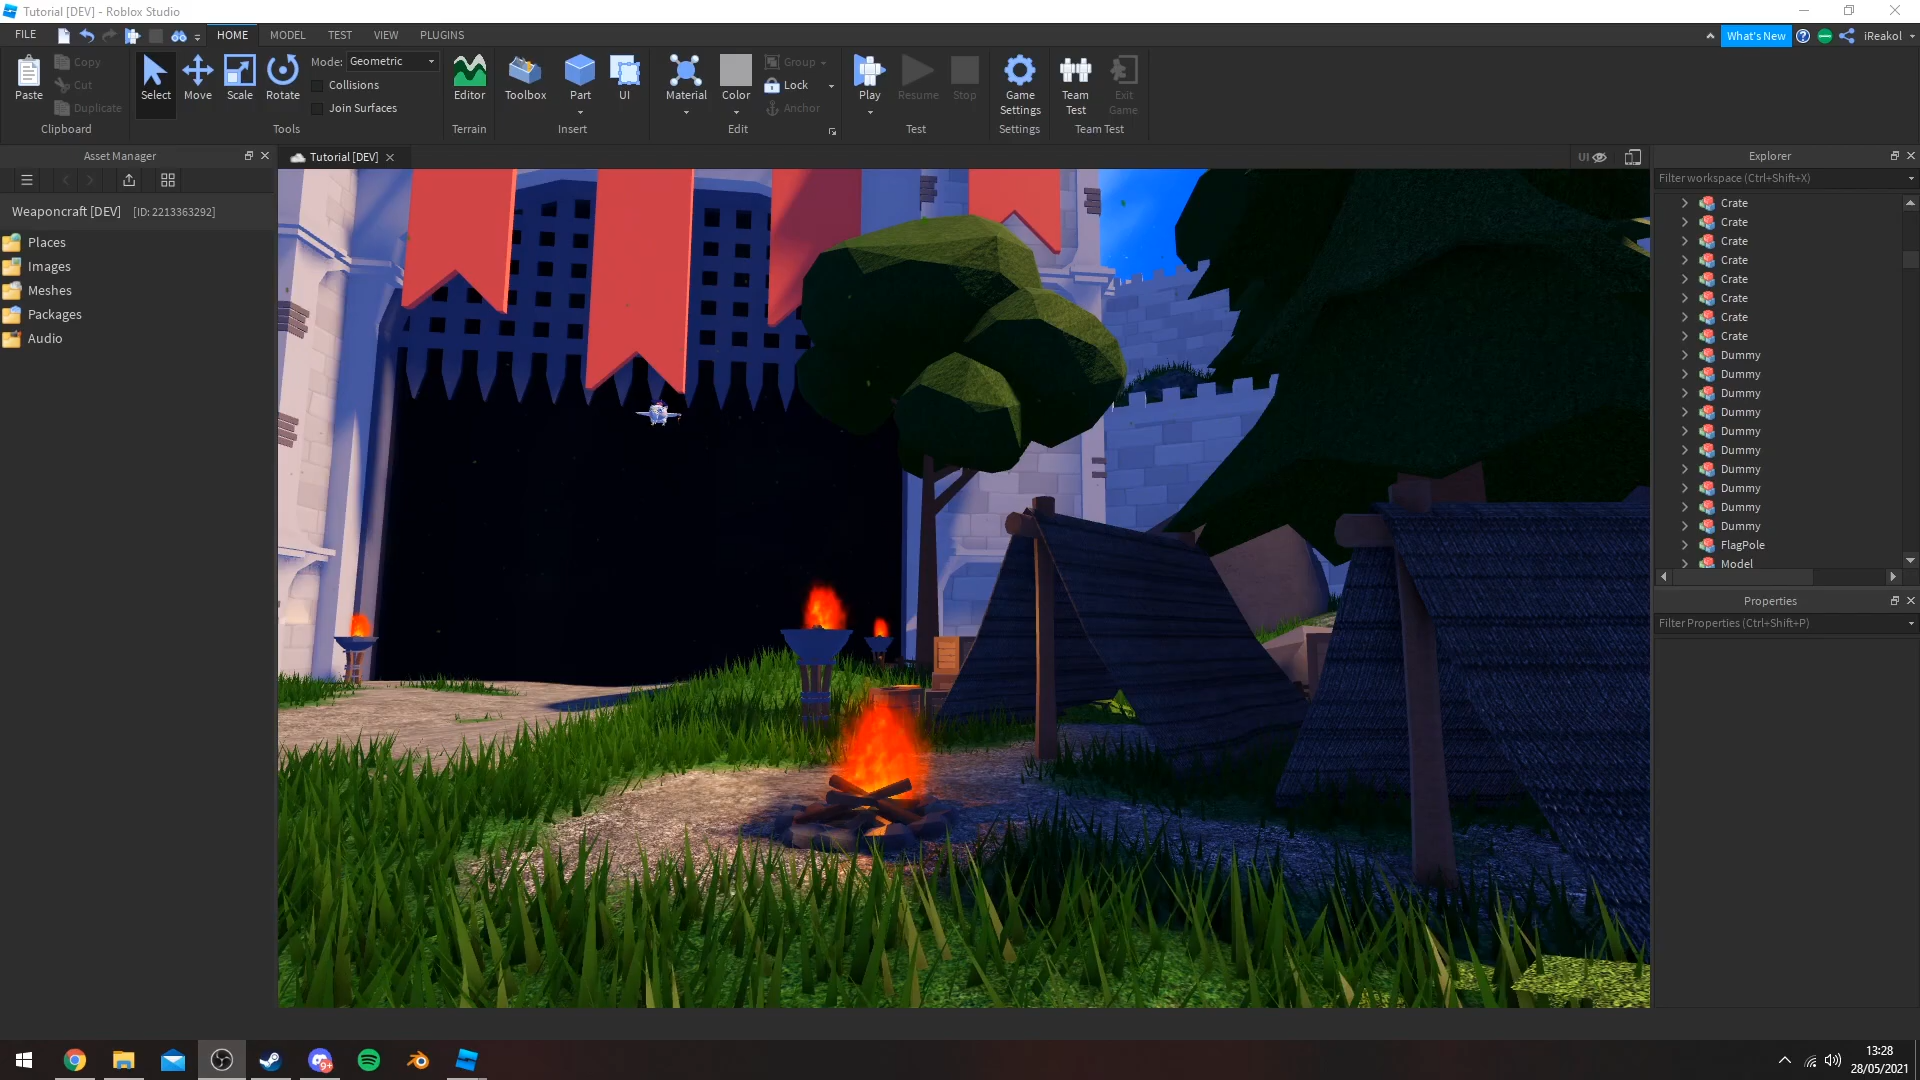 Tutorial [DEV] - Roblox Studio
FILE HOME MODEL TEST VIEW PLUGINS What's New iReakol
Paste Copy Cut Duplicate Clipboard
Select Move Scale Rotate Mode: Geometric Collisions Join Surfaces Tools
Editor Terrain
Toolbox Part UI Insert
Material Color Group Lock Anchor Edit
Play Resume Stop Test
Game Settings Settings
Team Test Exit Game Team Test
Asset Manager
Tutorial [DEV]
UI
Explorer
Filter workspace (Ctrl+Shift+X)
Weaponcraft [DEV] [ID: 2213363292]
Places
Images
Meshes
Packages
Audio
Crate
Crate
Crate
Crate
Crate
Crate
Crate
Crate
Dummy
Dummy
Dummy
Dummy
Dummy
Dummy
Dummy
Dummy
Dummy
Dummy
FlagPole
Model
Properties
Filter Properties (Ctrl+Shift+P)
9+
13:28
28/05/2021